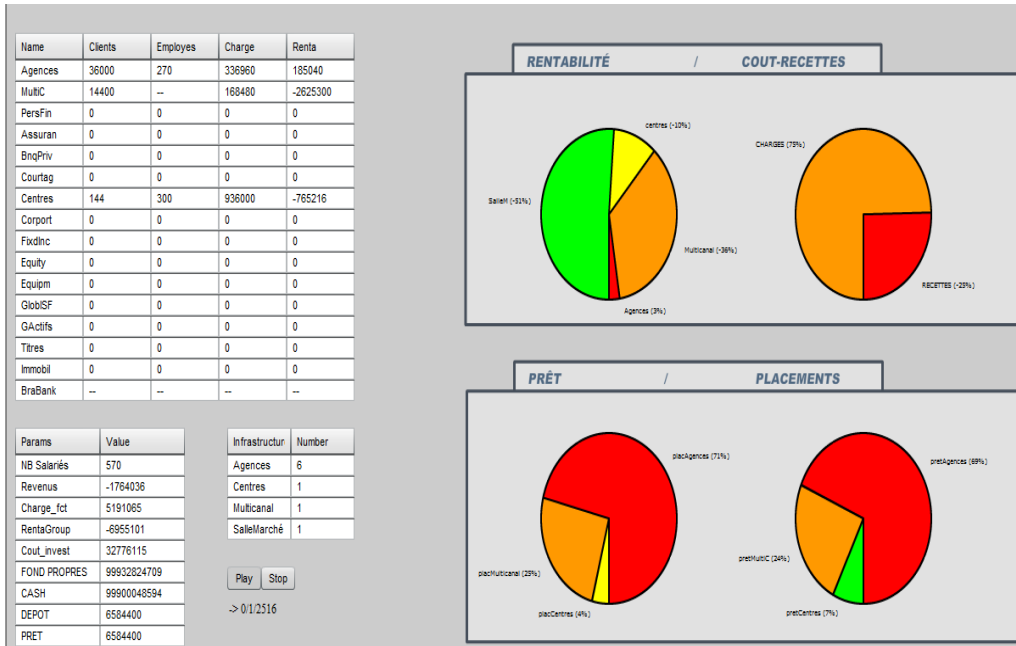 Name Clients Employes Charge Renta
Agences 36000 270 336960 185040
MultiC 14400 -- 168480 -2625300
PersFin 0 0 0 0
Assuran 0 0 0 0
BnqPriv 0 0 0 0
Courtag 0 0 0 0
Centres 144 300 936000 -765216
Corport 0 0 0 0
FixdInc 0 0 0 0
Equity 0 0 0 0
Equipm 0 0 0 0
GloblSF 0 0 0 0
GActifs 0 0 0 0
Titres 0 0 0 0
Immobil 0 0 0 0
BraBank -- -- -- --
Params Value
NB Salariés 570
Revenus -1764036
Charge_fct 5191065
RentaGroup -6955101
Cout_invest 32776115
FOND PROPRES 99932824709
CASH 99900048594
DEPOT 6584400
PRET 6584400
Infrastructur Number
Agences 6
Centres 1
Multicanal 1
SalleMarché 1
Play Stop
-> 0/1/2516
RENTABILITÉ / COUT-RECETTES
centres (-10%)
SalleM (-51%)
Multicanal (-36%)
Agences (3%)
CHARGES (75%)
RECETTES (-25%)
PRÊT / PLACEMENTS
placAgences (71%)
placMulticanal (25%)
placCentres (4%)
pretAgences (69%)
pretMultiC (24%)
pretCentres (7%)